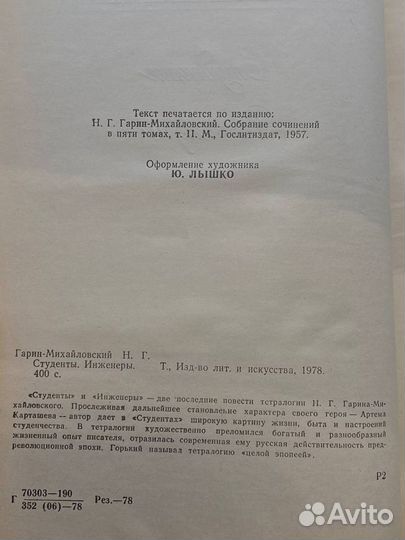 Текст печатается по изданию:
Н. Г. Гарин-Михайловский. Собрание сочинений
в пяти томах, т. II. М., Гослитиздат, 1957.
Оформление художника
Ю. ЛЫШКО
Гарин-Михайловский Н. Г.
Студенты. Инженеры. Т., Изд-во лит. и искусства, 1978.
400 с.
«Студенты» и «Инженеры» — две последние повести тетралогии Н. Г. Гарина-Ми-
хайловского. Прослеживая дальнейшее становление характера своего героя — Артема
Карташева — автор дает в «Студентах» широкую картину жизни, быта и настроений
студенчества. В тетралогии художественно преломился богатый и разнообразный
жизненный опыт писателя, отразилась современная ему русская действительность пред-
революционной эпохи. Горький называл тетралогию «целой эпопеей».
Р2
Г 70303—190
352 (06)—78 Рез.—78
Avito